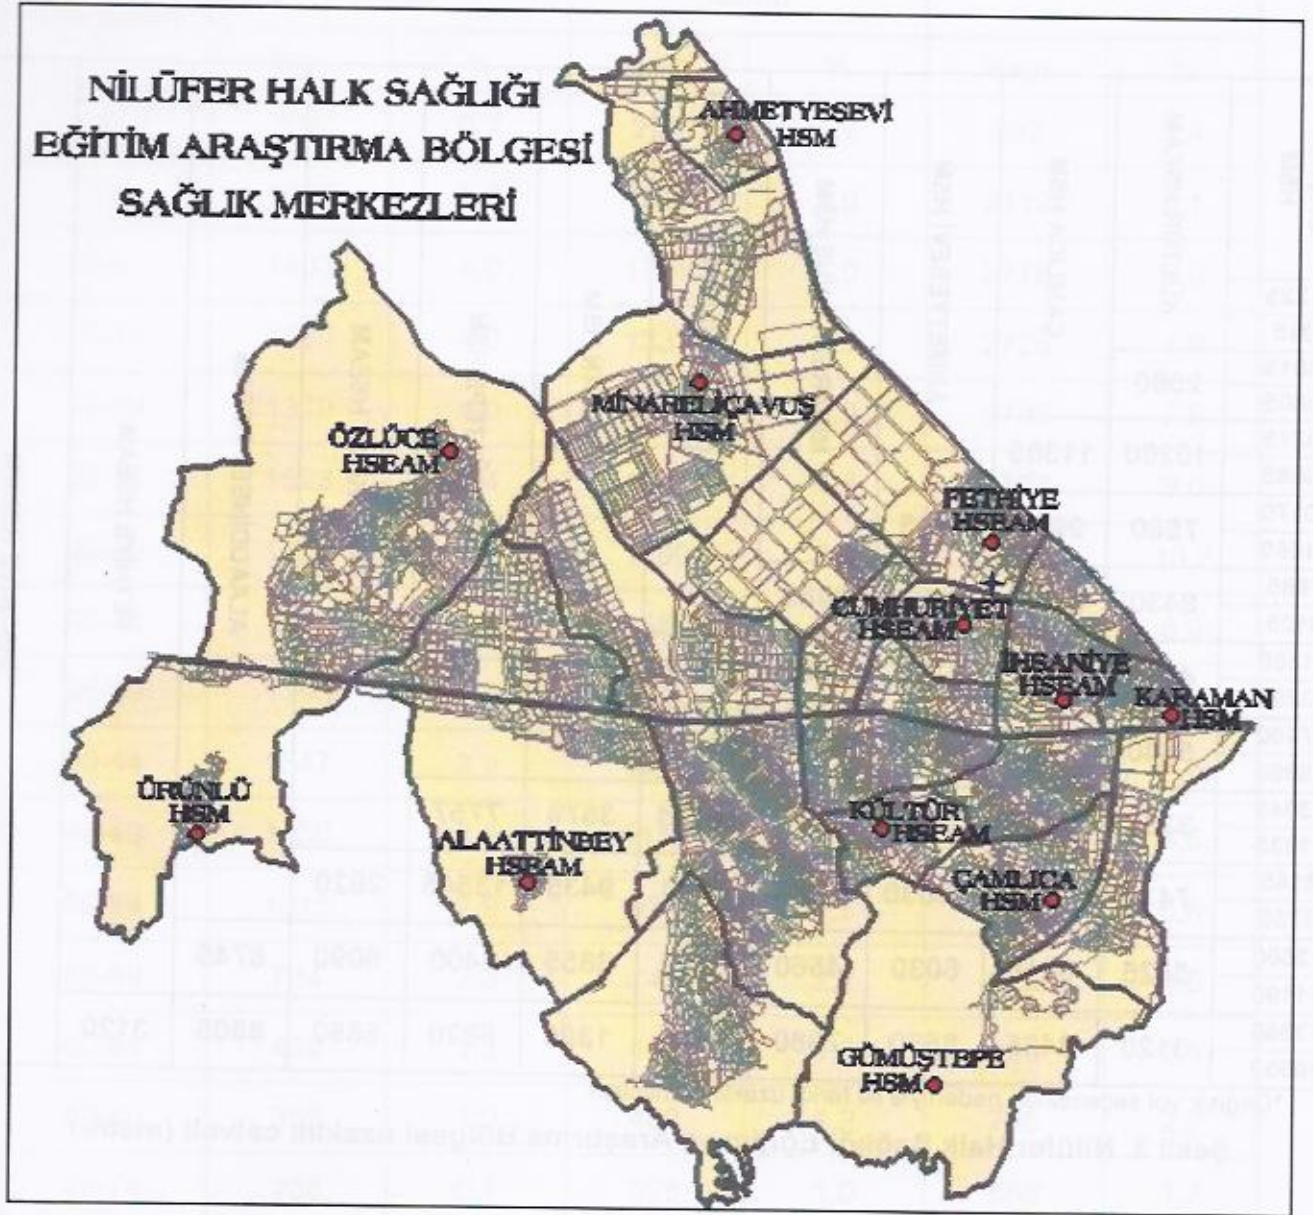 NİLÜFER HALK SAĞLIĞI
EĞİTİM ARAŞTIRMA BÖLGESİ
SAĞLIK MERKEZLERİ
AHMETYESEVİ
HSM
MİNARELİÇAVUŞ
HSM
ÖZLÜCE
HSEAM
FETHİYE
HSEAM
CUMHURİYET
HSEAM
İHSANİYE
HSEAM
KARAMAN
HSM
ÜRÜNLÜ
HSM
ALAATTİNBEY
HSEAM
KÜLTÜR
HSEAM
ÇAMLICA
HSM
GÜMÜŞTEPE
HSM